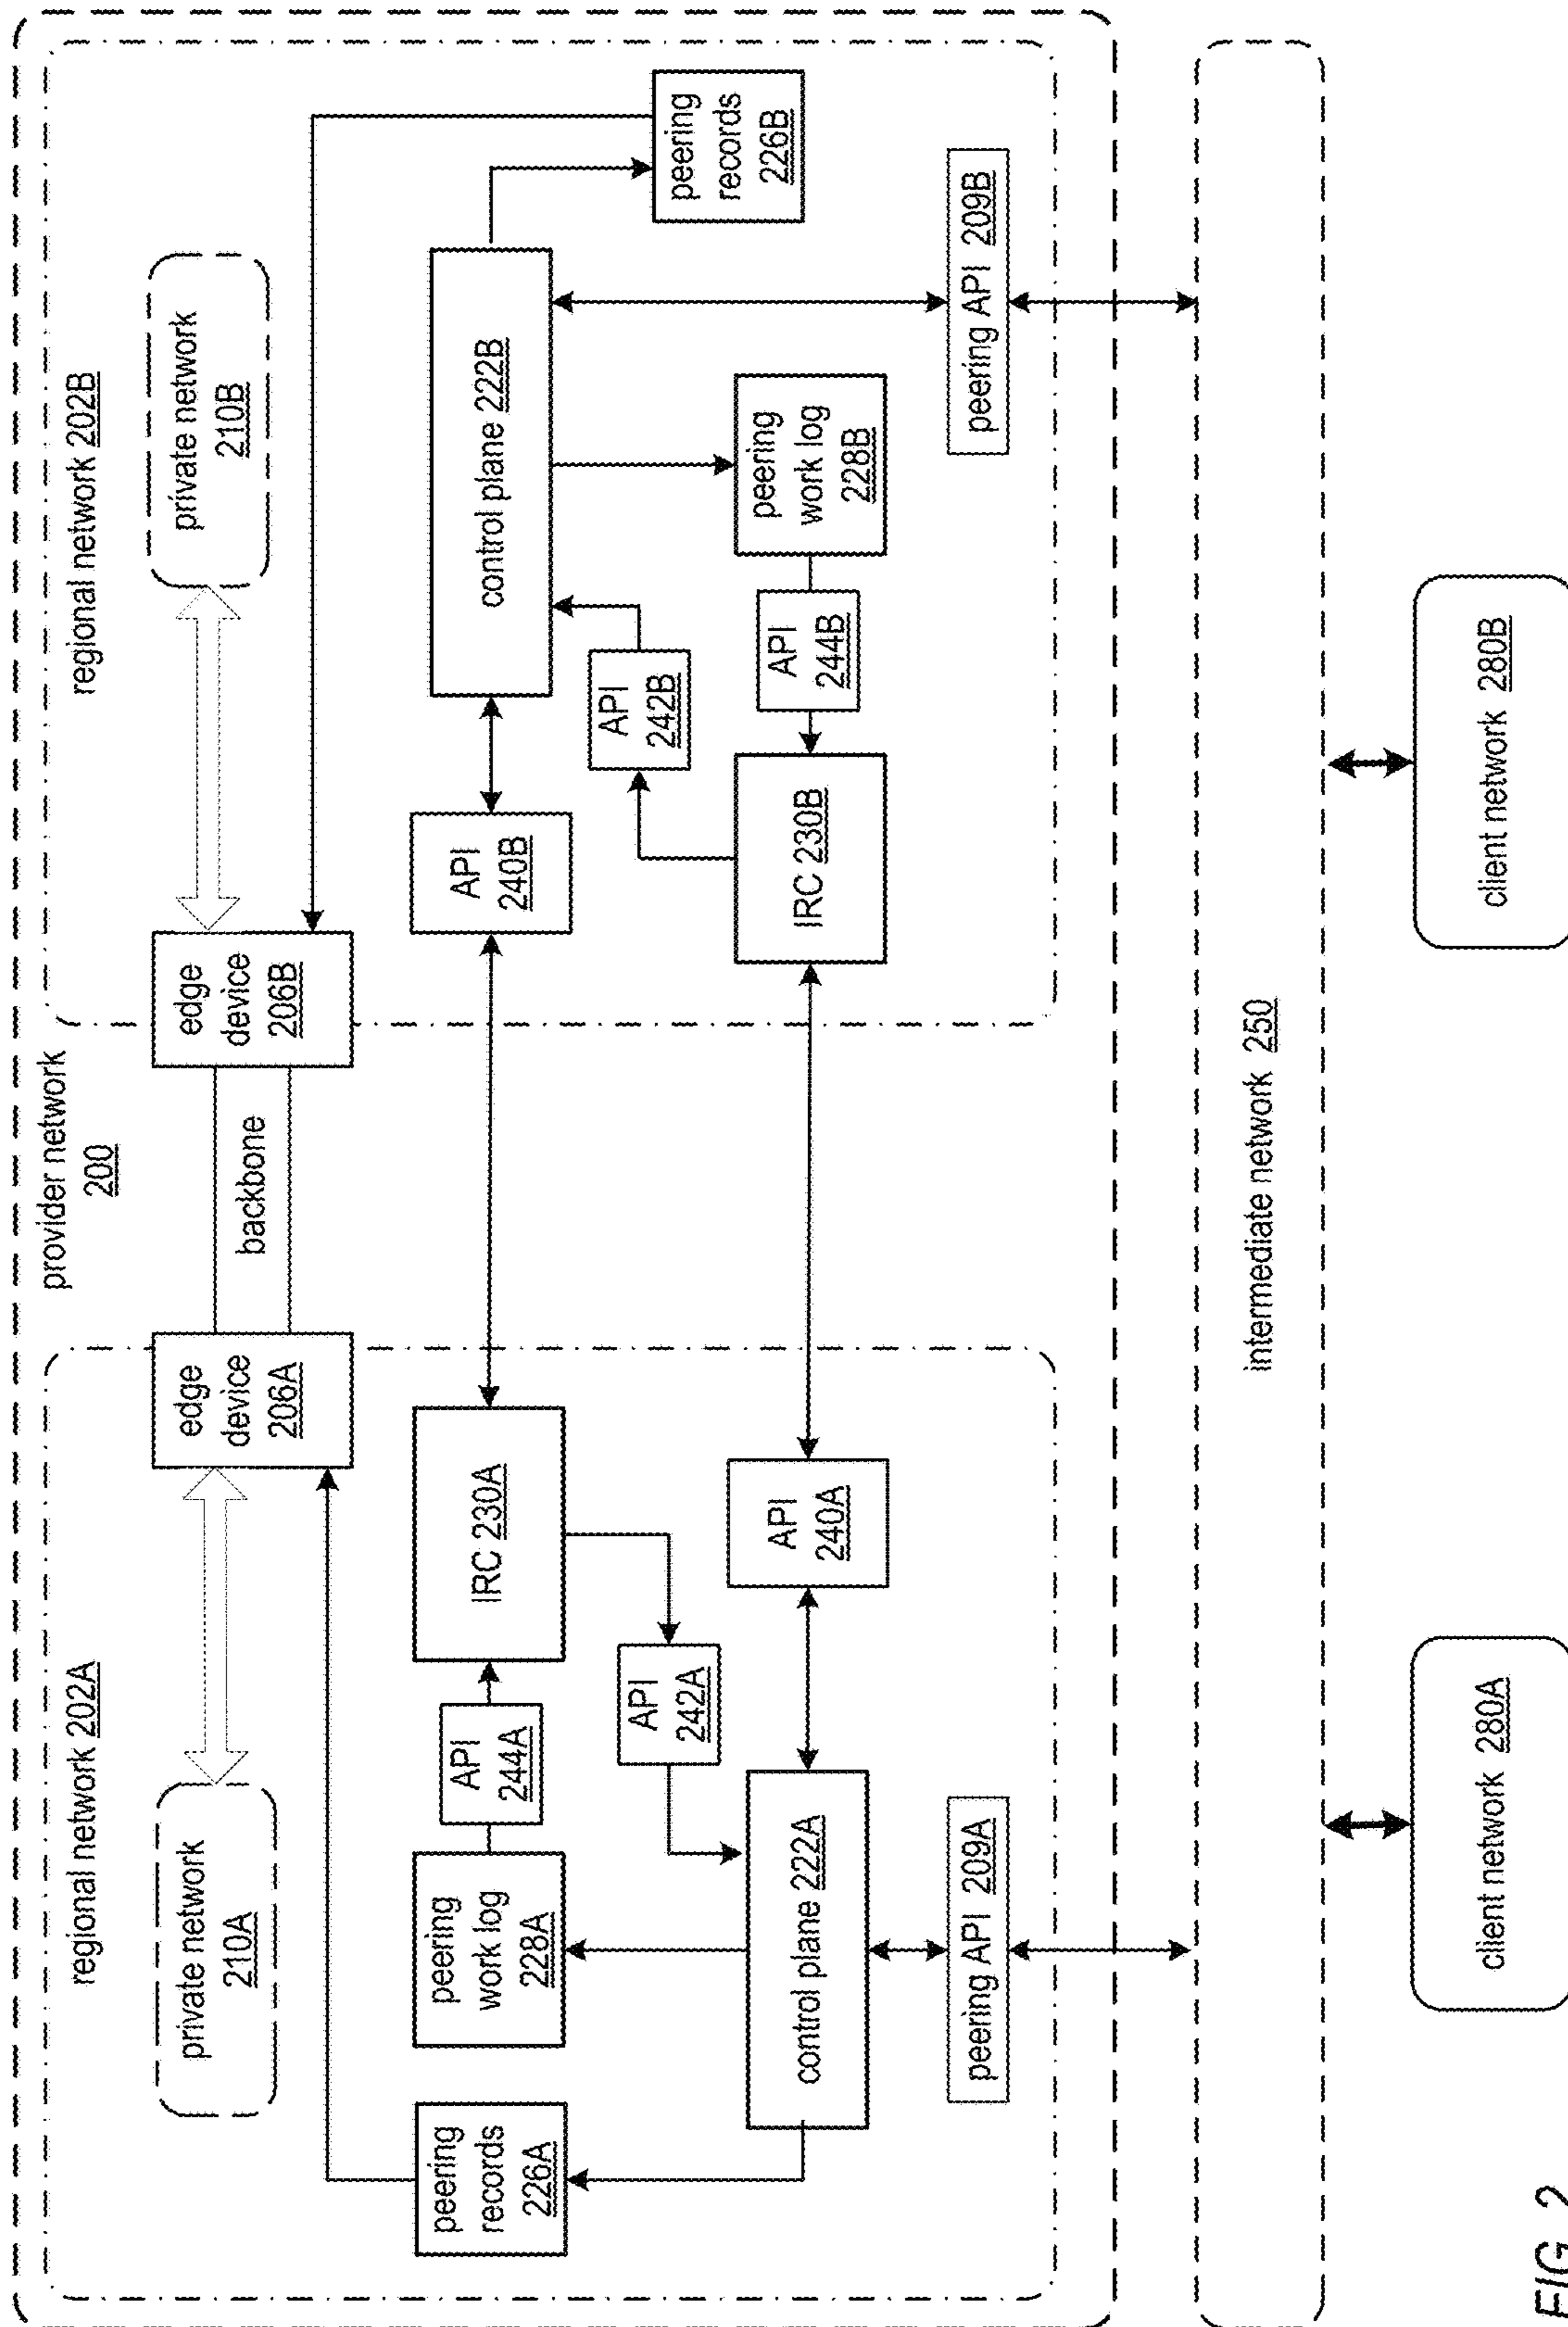 provider network
200
regional network 202A
regional network 202B
private network
210A
edge
device
206A
backbone
edge
device
206B
private network
210B
peering
records
226A
peering
work log
228A
API
244A
IRC 230A
API
242A
control plane 222A
API
240A
peering API 209A
API
240B
control plane 222B
peering
records
226B
API
242B
IRC 230B
API
244B
peering
work log
228B
peering API 209B
intermediate network 250
client network 280A
client network 280B
FIG. 2